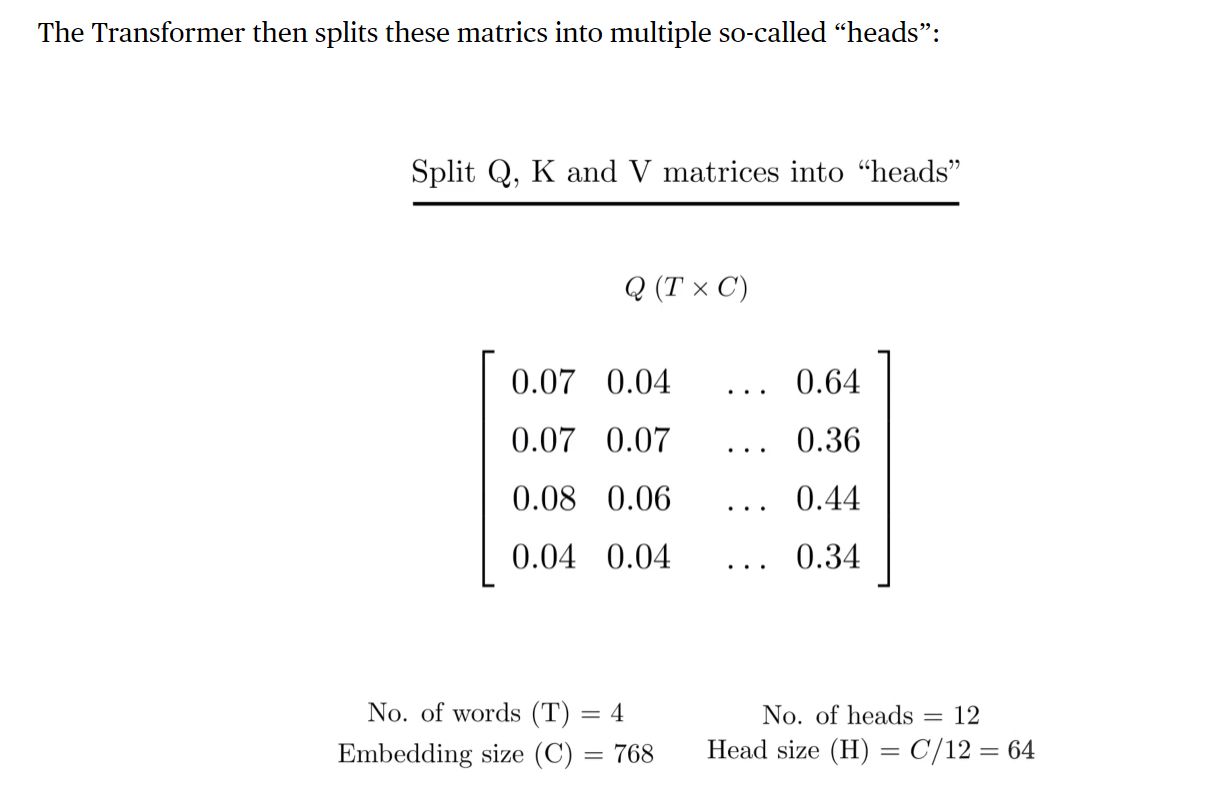 The Transformer then splits these matrics into multiple so-called “heads”:
Split Q, K and V matrices into “heads”
Q (T × C)
0.07 0.04 ... 0.64
0.07 0.07 ... 0.36
0.08 0.06 ... 0.44
0.04 0.04 ... 0.34
No. of words (T) = 4
Embedding size (C) = 768
No. of heads = 12
Head size (H) = C/12 = 64